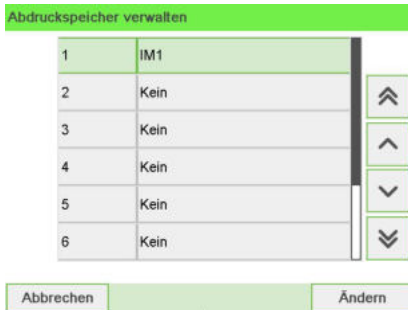 Abdruckspeicher verwalten
1 IM1
2 Kein
3 Kein
4 Kein
5 Kein
6 Kein
Abbrechen Ändern